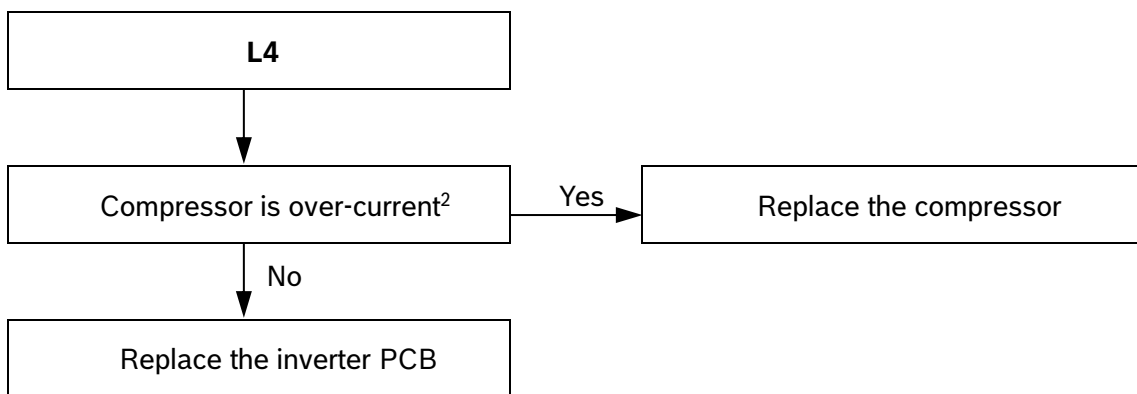 L4
Compressor is over-current²
Yes
Replace the compressor
No
Replace the inverter PCB